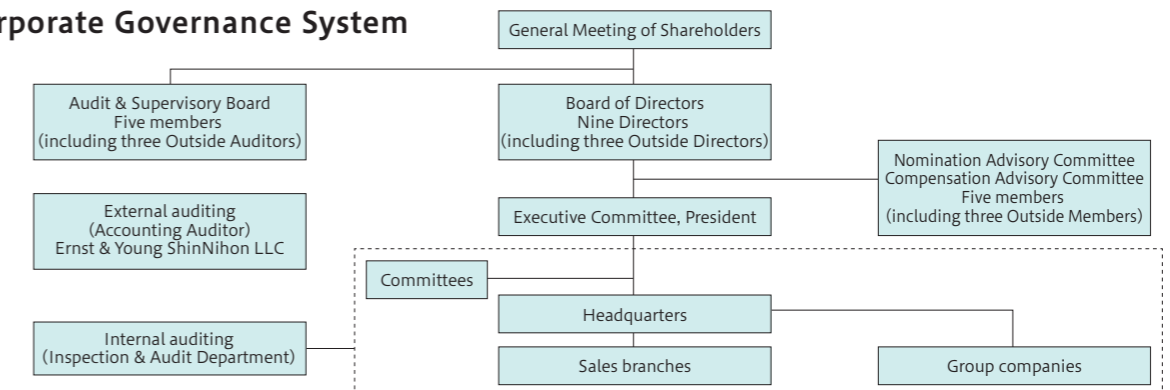 rporate Governance System
General Meeting of Shareholders
Audit & Supervisory Board
Five members
(including three Outside Auditors)
Board of Directors
Nine Directors
(including three Outside Directors)
Nomination Advisory Committee
Compensation Advisory Committee
Five members
(including three Outside Members)
External auditing
(Accounting Auditor)
Ernst & Young ShinNihon LLC
Executive Committee, President
Committees
Headquarters
Internal auditing
(Inspection & Audit Department)
Sales branches
Group companies